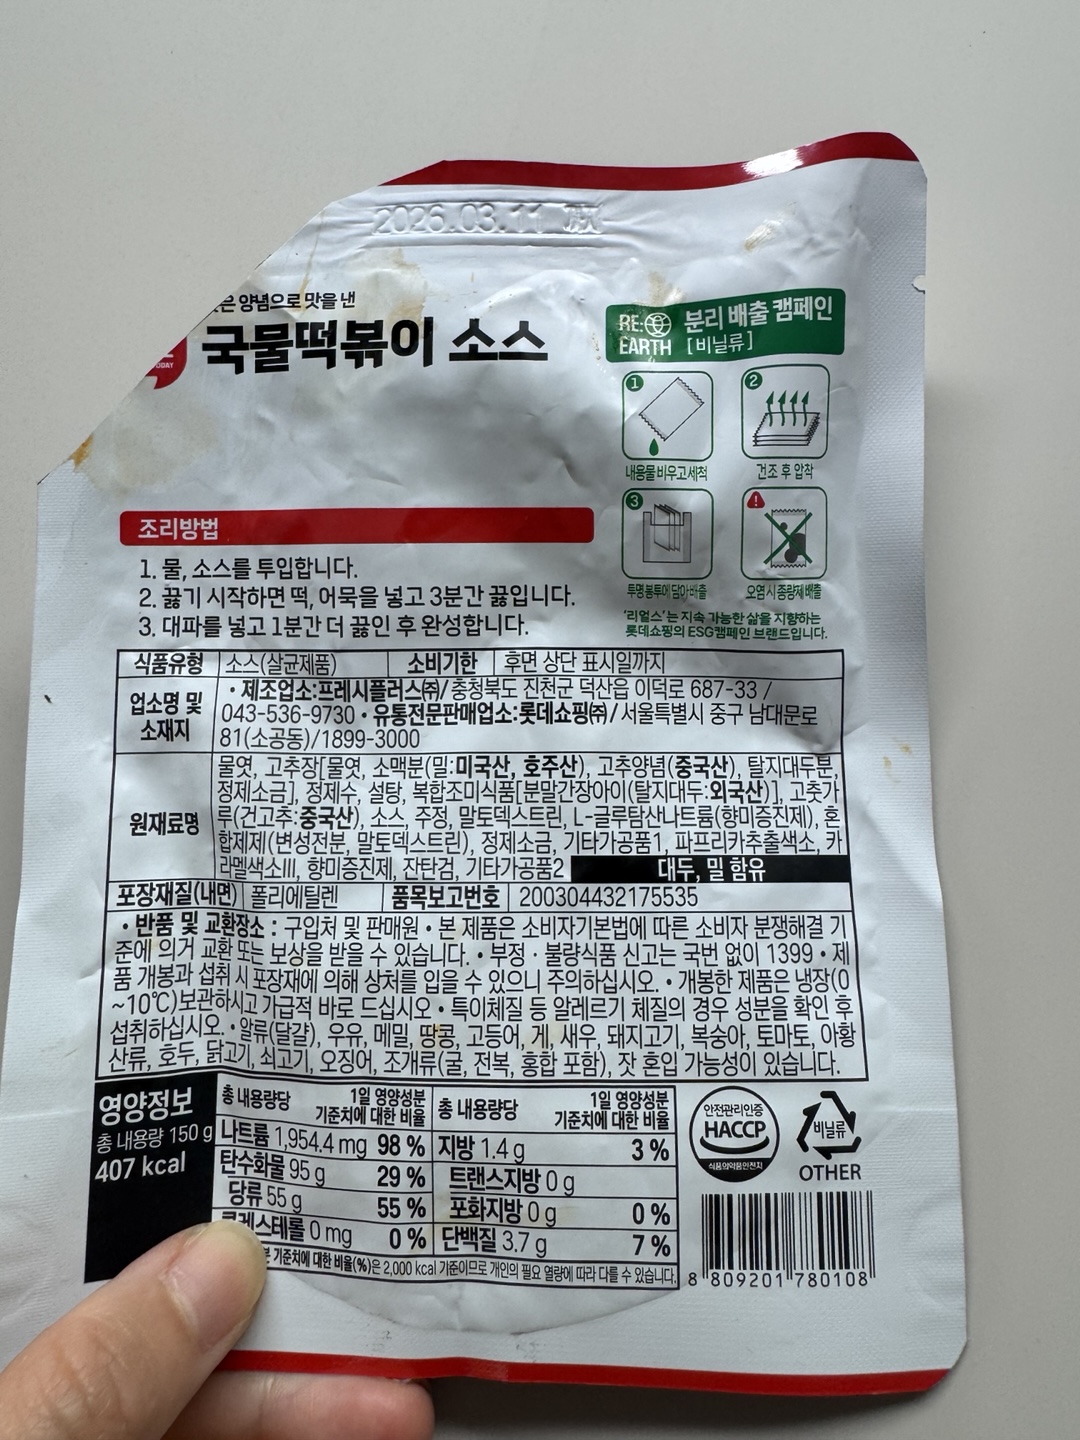 2026.03.11
은 양념으로 맛을 낸
국물떡볶이 소스
ODAY
RE:
EARTH
분리 배출 캠페인
[비닐류]
1
내용물 비우고 세척
2
건조 후 압착
3
투명 봉투에 담아 배출
!
오염 시 종량제 배출
'리얼스'는 지속 가능한 삶을 지향하는
롯데쇼핑의 ESG캠페인 브랜드입니다.
조리방법
1. 물, 소스를 투입합니다.
2. 끓기 시작하면 떡, 어묵을 넣고 3분간 끓입니다.
3. 대파를 넣고 1분간 더 끓인 후 완성합니다.
식품유형 소스(살균제품) 소비기한 후면 상단 표시일까지
업소명 및 소재지
• 제조업소:프레시플러스㈜/충청북도 진천군 덕산읍 이덕로 687-33 /
043-536-9730 • 유통전문판매업소:롯데쇼핑㈜/서울특별시 중구 남대문로
81(소공동)/1899-3000
원재료명
물엿, 고추장[물엿, 소맥분(밀:미국산, 호주산), 고추양념(중국산), 탈지대두분,
정제소금], 정제수, 설탕, 복합조미식품[분말간장아이(탈지대두:외국산)], 고춧가
루(건고추:중국산), 소스, 주정, 말토덱스트린, L-글루탐산나트륨(향미증진제), 혼
합제제(변성전분, 말토덱스트린), 정제소금, 기타가공품1, 파프리카추출색소, 카
라멜색소III, 향미증진제, 잔탄검, 기타가공품2 대두, 밀 함유
포장재질(내면) 폴리에틸렌 품목보고번호 200304432175535
• 반품 및 교환장소 : 구입처 및 판매원 • 본 제품은 소비자기본법에 따른 소비자 분쟁해결 기
준에 의거 교환 또는 보상을 받을 수 있습니다. • 부정 · 불량식품 신고는 국번 없이 1399 • 제
품 개봉과 섭취 시 포장재에 의해 상처를 입을 수 있으니 주의하십시오. • 개봉한 제품은 냉장(0
~10℃)보관하시고 가급적 바로 드십시오 • 특이체질 등 알레르기 체질의 경우 성분을 확인 후
섭취하십시오. • 알류(달걀), 우유, 메밀, 땅콩, 고등어, 게, 새우, 돼지고기, 복숭아, 토마토, 아황
산류, 호두, 닭고기, 쇠고기, 오징어, 조개류(굴, 전복, 홍합 포함), 잣 혼입 가능성이 있습니다.
영양정보
총 내용량 150 g
407 kcal
총 내용량당 1일 영양성분 기준치에 대한 비율
나트륨 1,954.4 mg 98 %
탄수화물 95 g 29 %
당류 55 g 55 %
콜레스테롤 0 mg 0 %
총 내용량당 1일 영양성분 기준치에 대한 비율
지방 1.4 g 3 %
트랜스지방 0 g
포화지방 0 g 0 %
단백질 3.7 g 7 %
기준치에 대한 비율(%)은 2,000 kcal 기준이므로 개인의 필요 열량에 따라 다를 수 있습니다.
안전관리인증
HACCP
식품의약품안전처
비닐류
OTHER
8 809201 780108